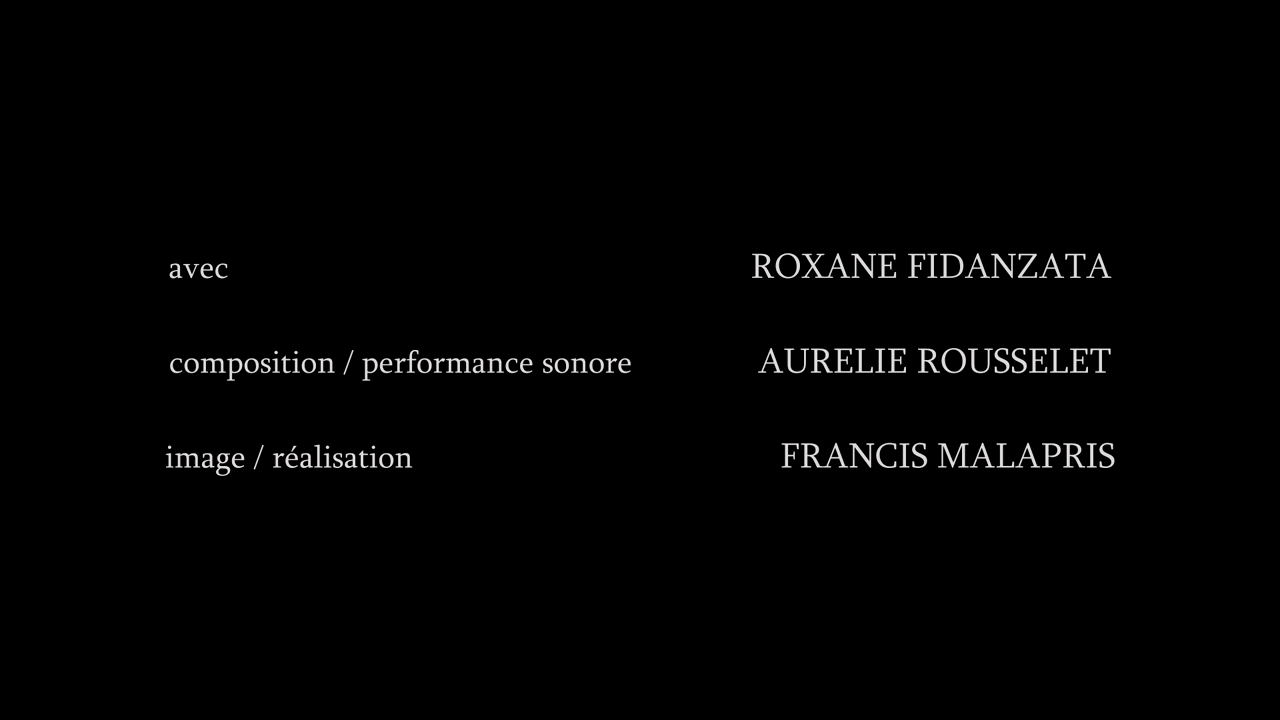 avec ROXANE FIDANZATA
composition / performance sonore AURELIE ROUSSELET
image / réalisation FRANCIS MALAPRIS